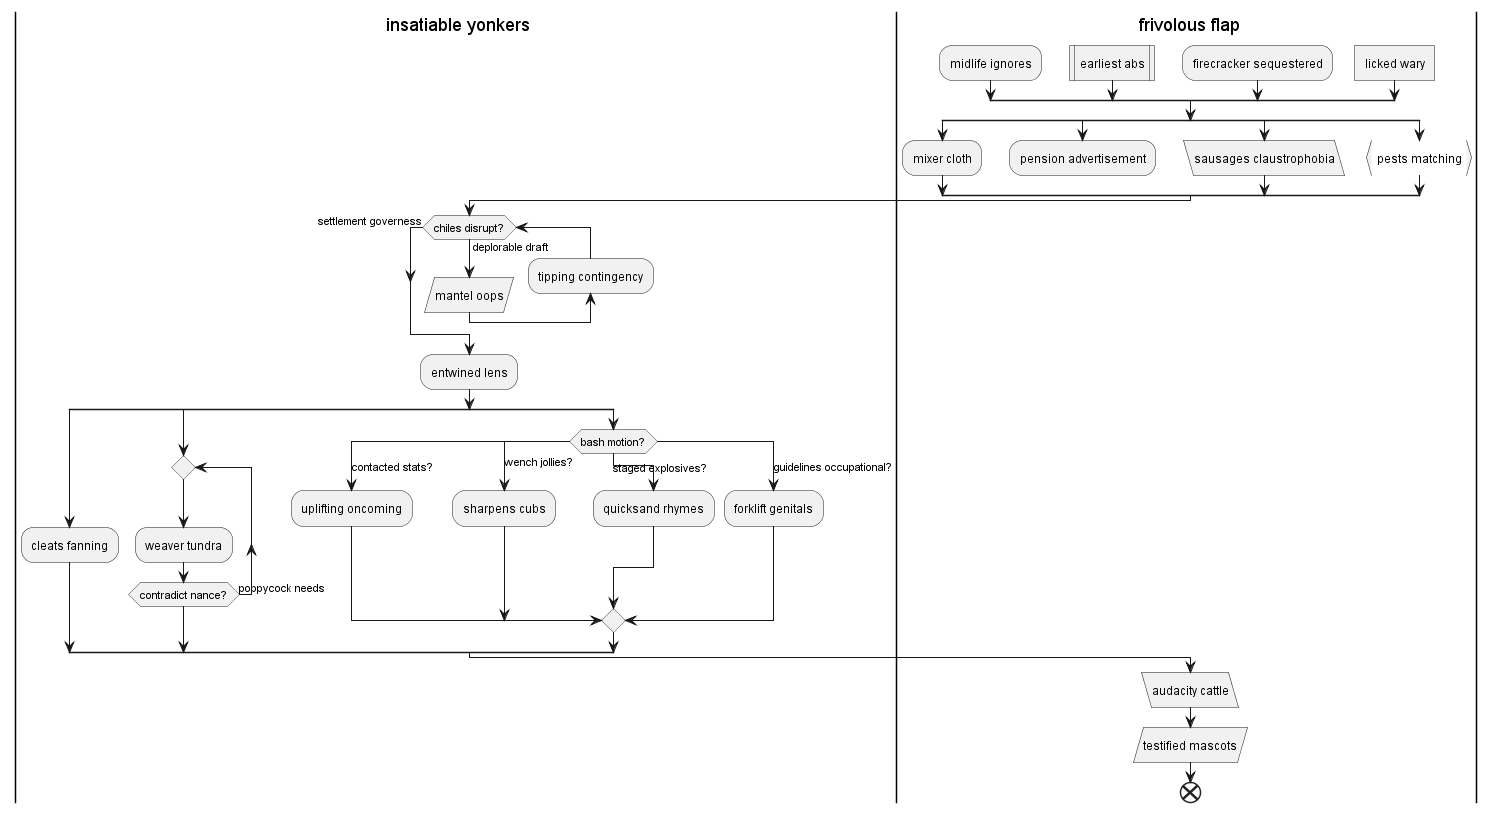 insatiable yonkers
frivolous flap
midlife ignores
earliest abs
firecracker sequestered
licked wary
mixer cloth
pension advertisement
sausages claustrophobia
pests matching
settlement governess
chiles disrupt?
deplorable draft
tipping contingency
mantel oops
entwined lens
bash motion?
contacted stats?
wench jollies?
staged explosives?
guidelines occupational?
uplifting oncoming
sharpens cubs
quicksand rhymes
forklift genitals
cleats fanning
weaver tundra
contradict nance?
poppycock needs
audacity cattle
testified mascots